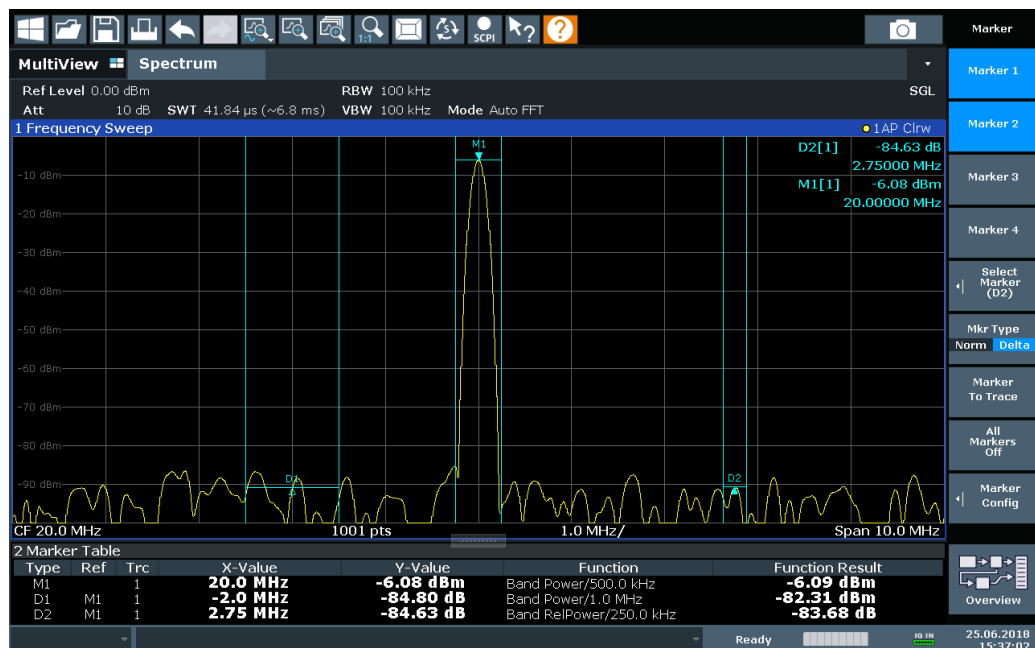 1:1
SCPI
Marker
MultiView Spectrum
Marker 1
Ref Level 0.00 dBm RBW 100 kHz SGL
Att 10 dB SWT 41.84 µs (~6.8 ms) VBW 100 kHz Mode Auto FFT
1 Frequency Sweep 1AP Clrw
Marker 2
M1
D2[1] -84.63 dB
2.75000 MHz
M1[1] -6.08 dBm
20.00000 MHz
Marker 3
-10 dBm
-20 dBm
Marker 4
-30 dBm
Select
Marker
(D2)
-40 dBm
-50 dBm
Mkr Type
Norm Delta
-60 dBm
Marker
To Trace
-70 dBm
All
Markers
Off
-80 dBm
-90 dBm
D1
D2
Marker
Config
CF 20.0 MHz 1001 pts 1.0 MHz/ Span 10.0 MHz
2 Marker Table
Type Ref Trc X-Value Y-Value Function Function Result
M1 1 20.0 MHz -6.08 dBm Band Power/500.0 kHz -6.09 dBm
D1 M1 1 -2.0 MHz -84.80 dB Band Power/1.0 MHz -82.31 dBm
D2 M1 1 2.75 MHz -84.63 dB Band RelPower/250.0 kHz -83.68 dB
Overview
Ready IQ IN 25.06.2018
15:37:02